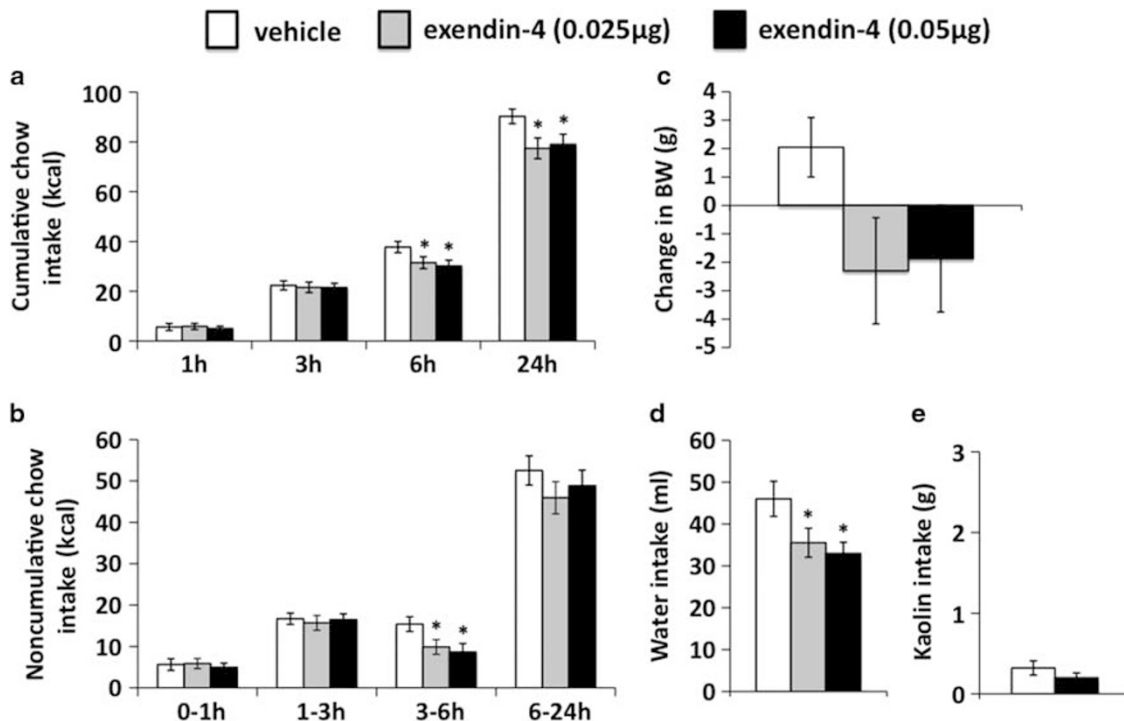 vehicle exendin-4 (0.025μg) exendin-4 (0.05μg)
a
Cumulative chow
intake (kcal)
100
80
60
40
20
0
* * * *
1h 3h 6h 24h
c
Change in BW (g)
4
3
2
1
0
-1
-2
-3
-4
-5
b
Noncumulative chow
intake (kcal)
60
50
40
30
20
10
0
* *
0-1h 1-3h 3-6h 6-24h
d
Water intake (ml)
60
50
40
30
20
10
0
* *
e
Kaolin intake (g)
3
2
1
0